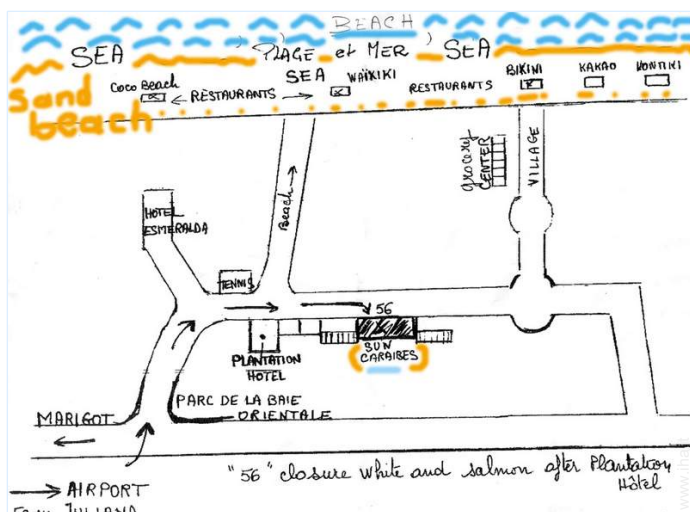 BEACH
SEA PLAGE et MER SEA
SEA
Coco Beach
← RESTAURANTS →
WAÏKIKI
RESTAURANTS
BIKINI
KAKAO
KONTIKI
Sand
beach
grocery
CENTER
VILLAGE
Beach →
HOTEL
ESMERALDA
TENNIS
56
PLANTATION
HOTEL
SUN
CARAIBES
PARC DE LA BAIE
ORIENTALE
MARIGOT
"56" closure white and salmon after Plantation
Hôtel
→ AIRPORT
JULIANA